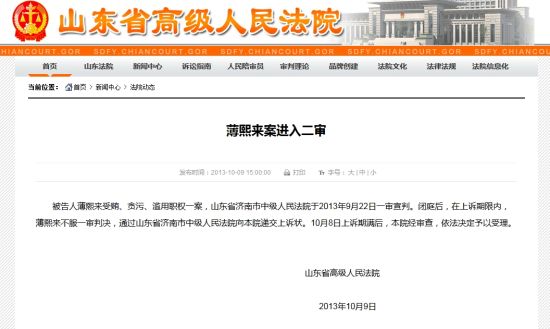 山东省高级人民法院
CHIANCOURT.GOR SDFY.CHIANCOURT.GOR SDFY.CHIANCOURT.GOR SDFY.CHIANCOURT.GOR
首页 山东法院 新闻中心 诉讼指南 人民陪审员 审判理论 品牌创建 法院文化 法律法规 法院信息化
当前位置： 首页 > 新闻中心 > 法院动态
薄熙来案进入二审
发布时间：2013-10-09 15:00:00 打印 字号：大 | 中 | 小
被告人薄熙来受贿、贪污、滥用职权一案，山东省济南市中级人民法院于2013年9月22日一审宣判。闭庭后，在上诉期限内，
薄熙来不服一审判决，通过山东省济南市中级人民法院向本院递交上诉状。10月8日上诉期满后，本院经审查，依法决定予以受理。
山东省高级人民法院
2013年10月9日